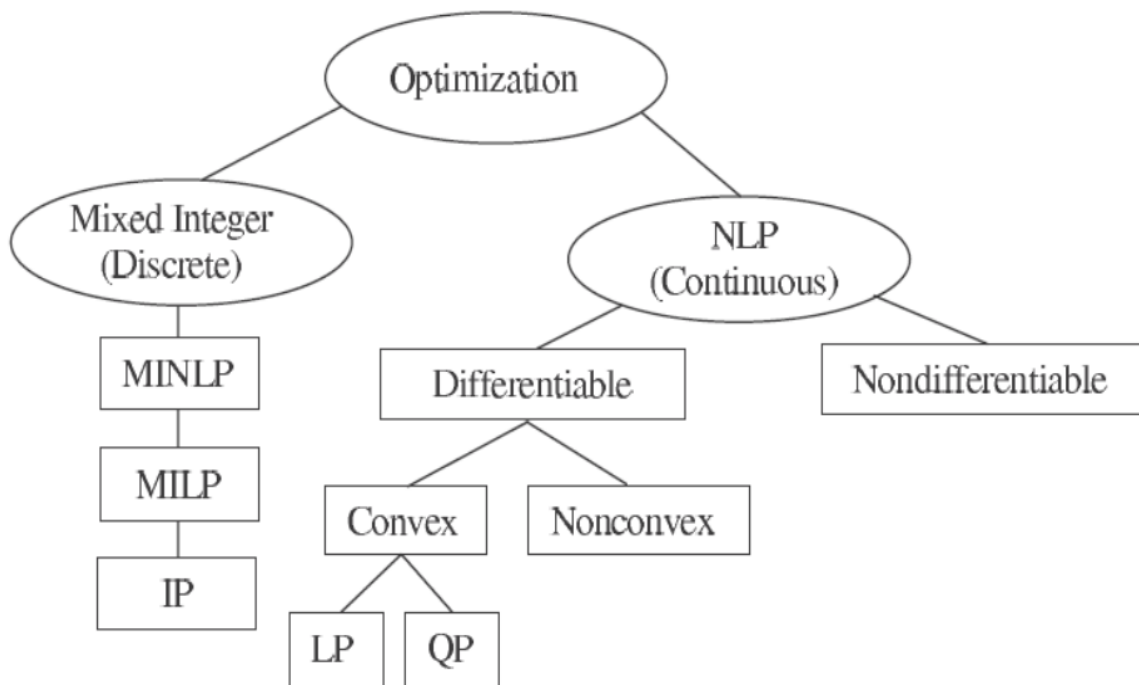 Optimization
Mixed Integer
(Discrete)
NLP
(Continuous)
MINLP
Differentiable
Nondifferentiable
MILP
Convex
Nonconvex
IP
LP
QP